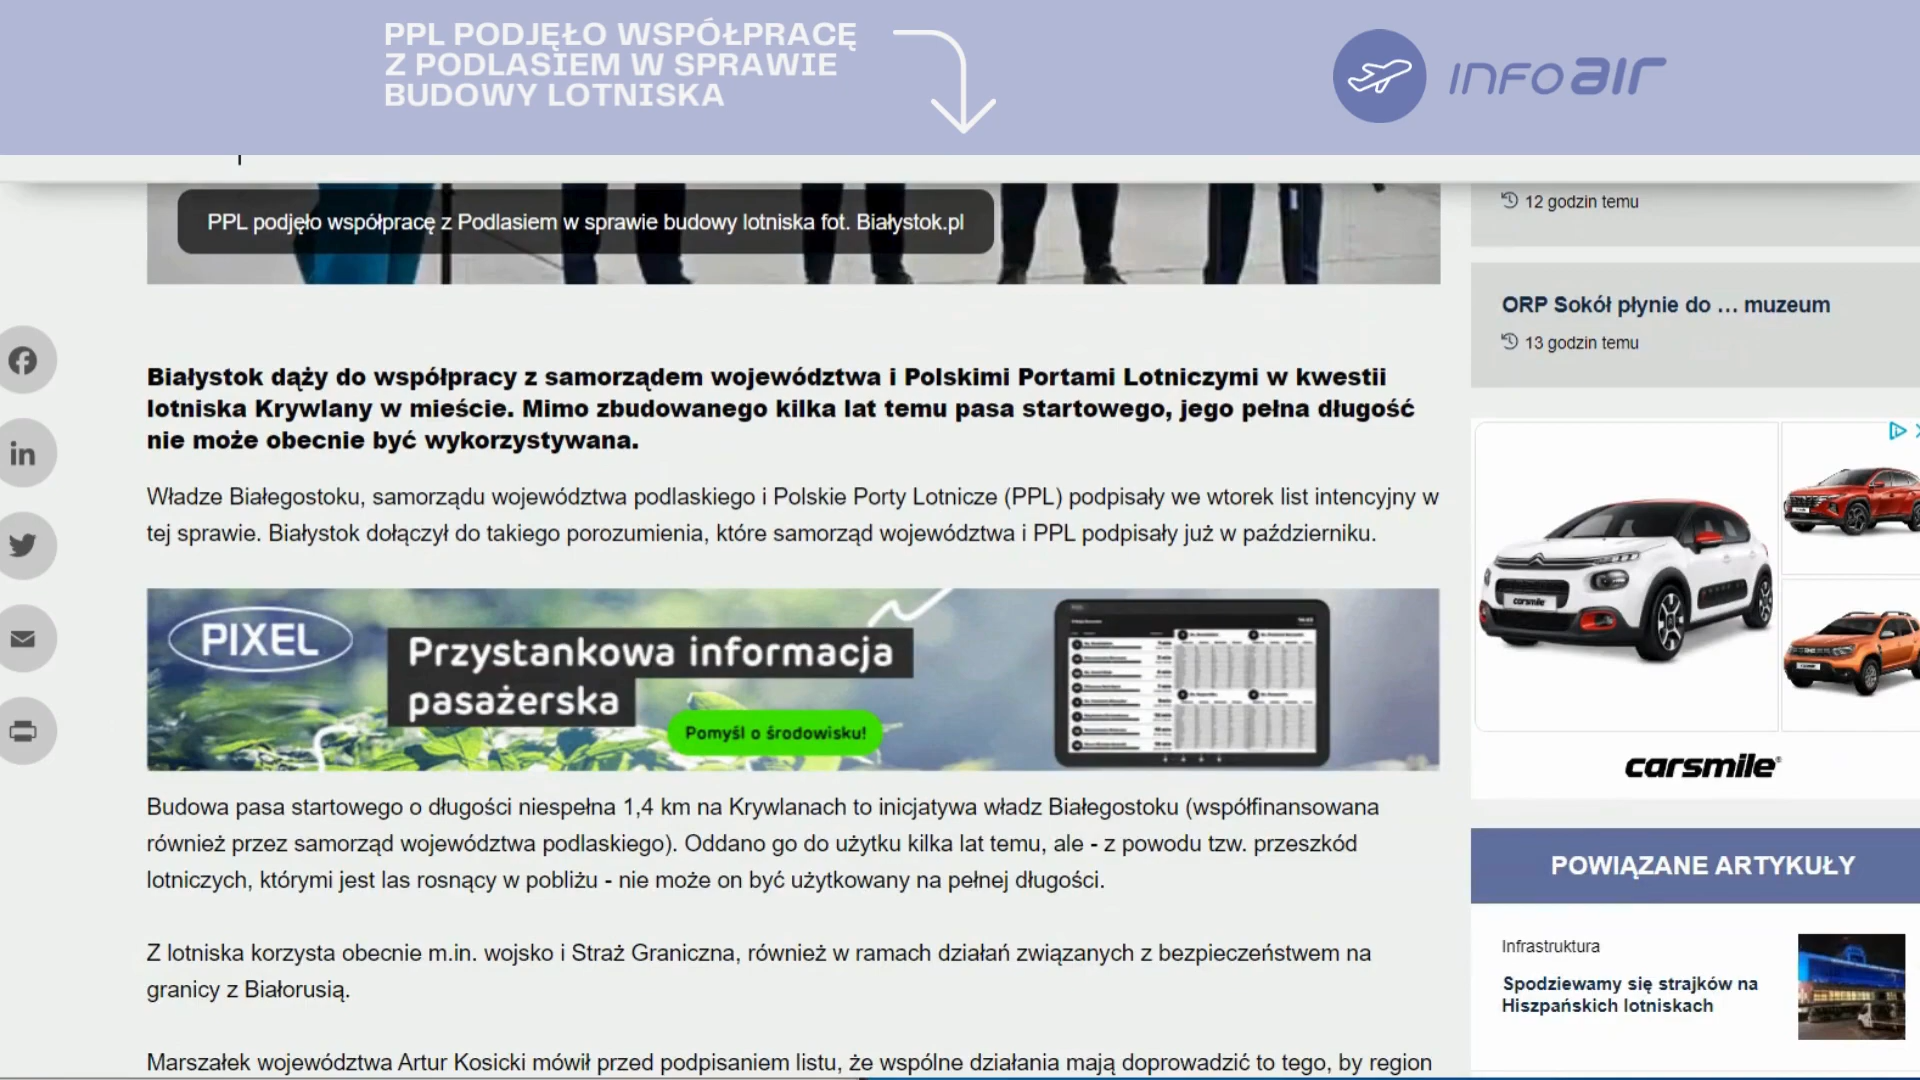 PPL PODJĘŁO WSPÓŁPRACĘ
Z PODLASIEM W SPRAWIE
BUDOWY LOTNISKA
INFO air
PPL podjęło współpracę z Podlasiem w sprawie budowy lotniska fot. Białystok.pl
Białystok dąży do współpracy z samorządem województwa i Polskimi Portami Lotniczymi w kwestii
lotniska Krywlany w mieście. Mimo zbudowanego kilka lat temu pasa startowego, jego pełna długość
nie może obecnie być wykorzystywana.
Władze Białegostoku, samorządu województwa podlaskiego i Polskie Porty Lotnicze (PPL) podpisały we wtorek list intencyjny w
tej sprawie. Białystok dołączył do takiego porozumienia, które samorząd województwa i PPL podpisały już w październiku.
PIXEL
Przystankowa informacja
pasażerska
Pomyśl o środowisku!
Budowa pasa startowego o długości niespełna 1,4 km na Krywlanach to inicjatywa władz Białegostoku (współfinansowana
również przez samorząd województwa podlaskiego). Oddano go do użytku kilka lat temu, ale - z powodu tzw. przeszkód
lotniczych, którymi jest las rosnący w pobliżu - nie może on być użytkowany na pełnej długości.
Z lotniska korzysta obecnie m.in. wojsko i Straż Graniczna, również w ramach działań związanych z bezpieczeństwem na
granicy z Białorusią.
Marszałek województwa Artur Kosicki mówił przed podpisaniem listu, że wspólne działania mają doprowadzić to tego, by region
12 godzin temu
ORP Sokół płynie do … muzeum
13 godzin temu
carsmile
carsmile
POWIĄZANE ARTYKUŁY
Infrastruktura
Spodziewamy się strajków na
Hiszpańskich lotniskach